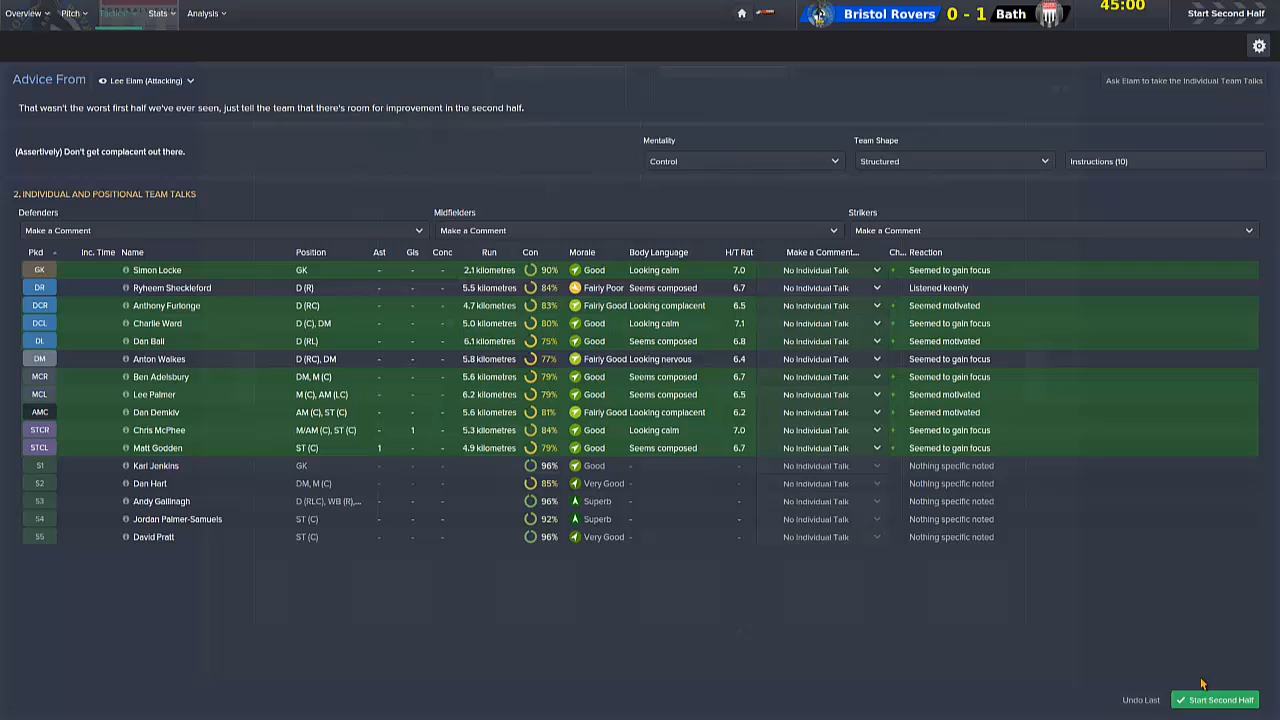 Overview Pitch Tactics Stats Analysis Bristol Rovers 0 - 1 Bath 45:00 Start Second Half
Advice From Lee Elam (Attacking) Ask Elam to take the Individual Team Talks
That wasn't the worst first half we've ever seen, just tell the team that there's room for improvement in the second half.
Mentality Team Shape
(Assertively) Don't get complacent out there.
Control Structured Instructions (10)
2. INDIVIDUAL AND POSITIONAL TEAM TALKS
Defenders Midfielders Strikers
Make a Comment Make a Comment Make a Comment
Pkd Inc. Time Name Position Ast Gls Conc Run Con Morale Body Language H/T Rat Make a Comment... Ch... Reaction
GK Simon Locke GK - - - 2.1 kilometres 90% Good Looking calm 7.0 No Individual Talk Seemed to gain focus
DR Ryheem Sheckleford D (R) - - - 5.5 kilometres 84% Fairly Poor Seems composed 6.7 No Individual Talk Listened keenly
DCR Anthony Furlonge D (RC) - - - 4.7 kilometres 83% Fairly Good Looking complacent 6.5 No Individual Talk Seemed motivated
DCL Charlie Ward D (C), DM - - - 5.0 kilometres 80% Good Looking calm 7.1 No Individual Talk Seemed to gain focus
DL Dan Ball D (RL) - - - 6.1 kilometres 75% Good Seems composed 6.8 No Individual Talk Seemed motivated
DM Anton Walkes D (RC), DM - - - 5.8 kilometres 77% Fairly Good Looking nervous 6.4 No Individual Talk Seemed to gain focus
MCR Ben Adelsbury DM, M (C) - - - 5.6 kilometres 79% Good Seems composed 6.7 No Individual Talk Seemed to gain focus
MCL Lee Palmer M (C), AM (LC) - - - 6.2 kilometres 79% Good Seems composed 6.5 No Individual Talk Seemed motivated
AMC Dan Demkiv AM (C), ST (C) - - - 5.6 kilometres 81% Fairly Good Looking complacent 6.2 No Individual Talk Seemed motivated
STCR Chris McPhee M/AM (C), ST (C) - 1 - 5.3 kilometres 84% Good Looking calm 7.0 No Individual Talk Seemed to gain focus
STCL Matt Godden ST (C) 1 - - 4.9 kilometres 79% Good Seems composed 6.7 No Individual Talk Seemed to gain focus
S1 Karl Jenkins GK - - - 96% Good - - No Individual Talk Nothing specific noted
S2 Dan Hart DM, M (C) - - - 85% Very Good - - No Individual Talk Nothing specific noted
S3 Andy Gallinagh D (RLC), WB (R),... - - - 96% Superb - - No Individual Talk Nothing specific noted
S4 Jordan Palmer-Samuels ST (C) - - - 92% Superb - - No Individual Talk Nothing specific noted
S5 David Pratt ST (C) - - - 96% Very Good - - No Individual Talk Nothing specific noted
Undo Last Start Second Half